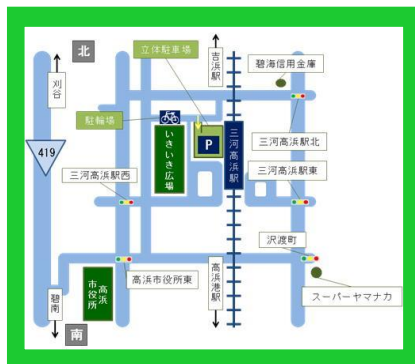 北
刈谷
419
立体駐車場
吉浜駅
碧海信用金庫
駐輪場
P
いきいき広場
三河高浜駅
三河高浜駅北
三河高浜駅西
三河高浜駅東
沢渡町
高浜市役所東
高浜
市役所
高浜港駅
スーパーヤマナカ
碧南
南